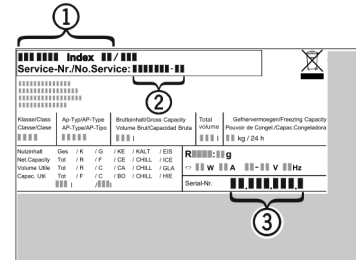 1
Index /
Service-Nr./No.Service: -
2
Klasse/Class Ap-Typ/AP-Type Bruttoinhalt/Gross Capacity Total Gefriervermoegen/Freezing Capacity
Classe/Clase AP-Type/AP-Tipo Volume Brut/Capacidad Bruta volume Pouvoir de Congel./Capac.Congeladora
l l kg / 24 h
Nutzinhalt Ges / K / G / KE / KALT / EIS
Net.Capacity Tot / R / F / CE / CHILL / ICE
Volume Utile Tot / R / C / CA / CHILL / GLA
Capac. Util Tot / F / C / BO / CHILL / HIE
l / l
R : g
W A - V Hz
Serial-Nr. . . .
3